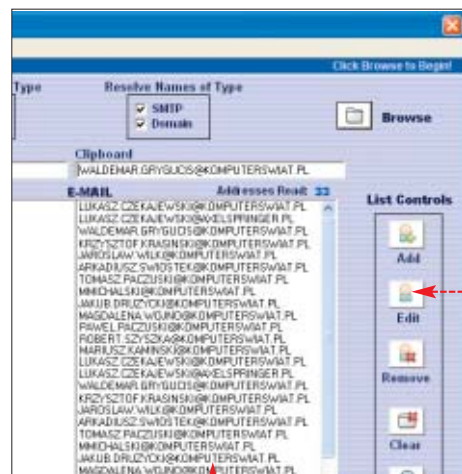 Click Browse to Begin!
Type
Resolve Names of Type
SMTP
Domain
Browse
Clipboard
WALDEMAR.GRYGUCIS@KOMPUTERSWIAT.PL
E-MAIL
Addresses Read: 33
List Controls
LUKASZ.CZEKAJEWSKI@KOMPUTERSWIAT.PL
LUKASZ.CZEKAJEWSKI@AXELSPRINGER.PL
WALDEMAR.GRYGUCIS@KOMPUTERSWIAT.PL
KRZYSZTOF.KRASINSKI@KOMPUTERSWIAT.PL
JAROSLAW.WILK@KOMPUTERSWIAT.PL
ARKADIUSZ.SWIOSTEK@KOMPUTERSWIAT.PL
TOMASZ.PACZUSKI@KOMPUTERSWIAT.PL
MMICHALSKI@KOMPUTERSWIAT.PL
JAKUB.DRUZYCKI@KOMPUTERSWIAT.PL
MAGDALENA.WOJNO@KOMPUTERSWIAT.PL
PAWEL.PACZUSKI@KOMPUTERSWIAT.PL
ROBERT.SZYSZKA@KOMPUTERSWIAT.PL
MARIUSZ.KAMINSKI@KOMPUTERSWIAT.PL
LUKASZ.CZEKAJEWSKI@KOMPUTERSWIAT.PL
LUKASZ.CZEKAJEWSKI@AXELSPRINGER.PL
WALDEMAR.GRYGUCIS@KOMPUTERSWIAT.PL
KRZYSZTOF.KRASINSKI@KOMPUTERSWIAT.PL
JAROSLAW.WILK@KOMPUTERSWIAT.PL
ARKADIUSZ.SWIOSTEK@KOMPUTERSWIAT.PL
TOMASZ.PACZUSKI@KOMPUTERSWIAT.PL
MMICHALSKI@KOMPUTERSWIAT.PL
JAKUB.DRUZYCKI@KOMPUTERSWIAT.PL
MAGDALENA.WOJNO@KOMPUTERSWIAT.PL
Add
Edit
Remove
Clear